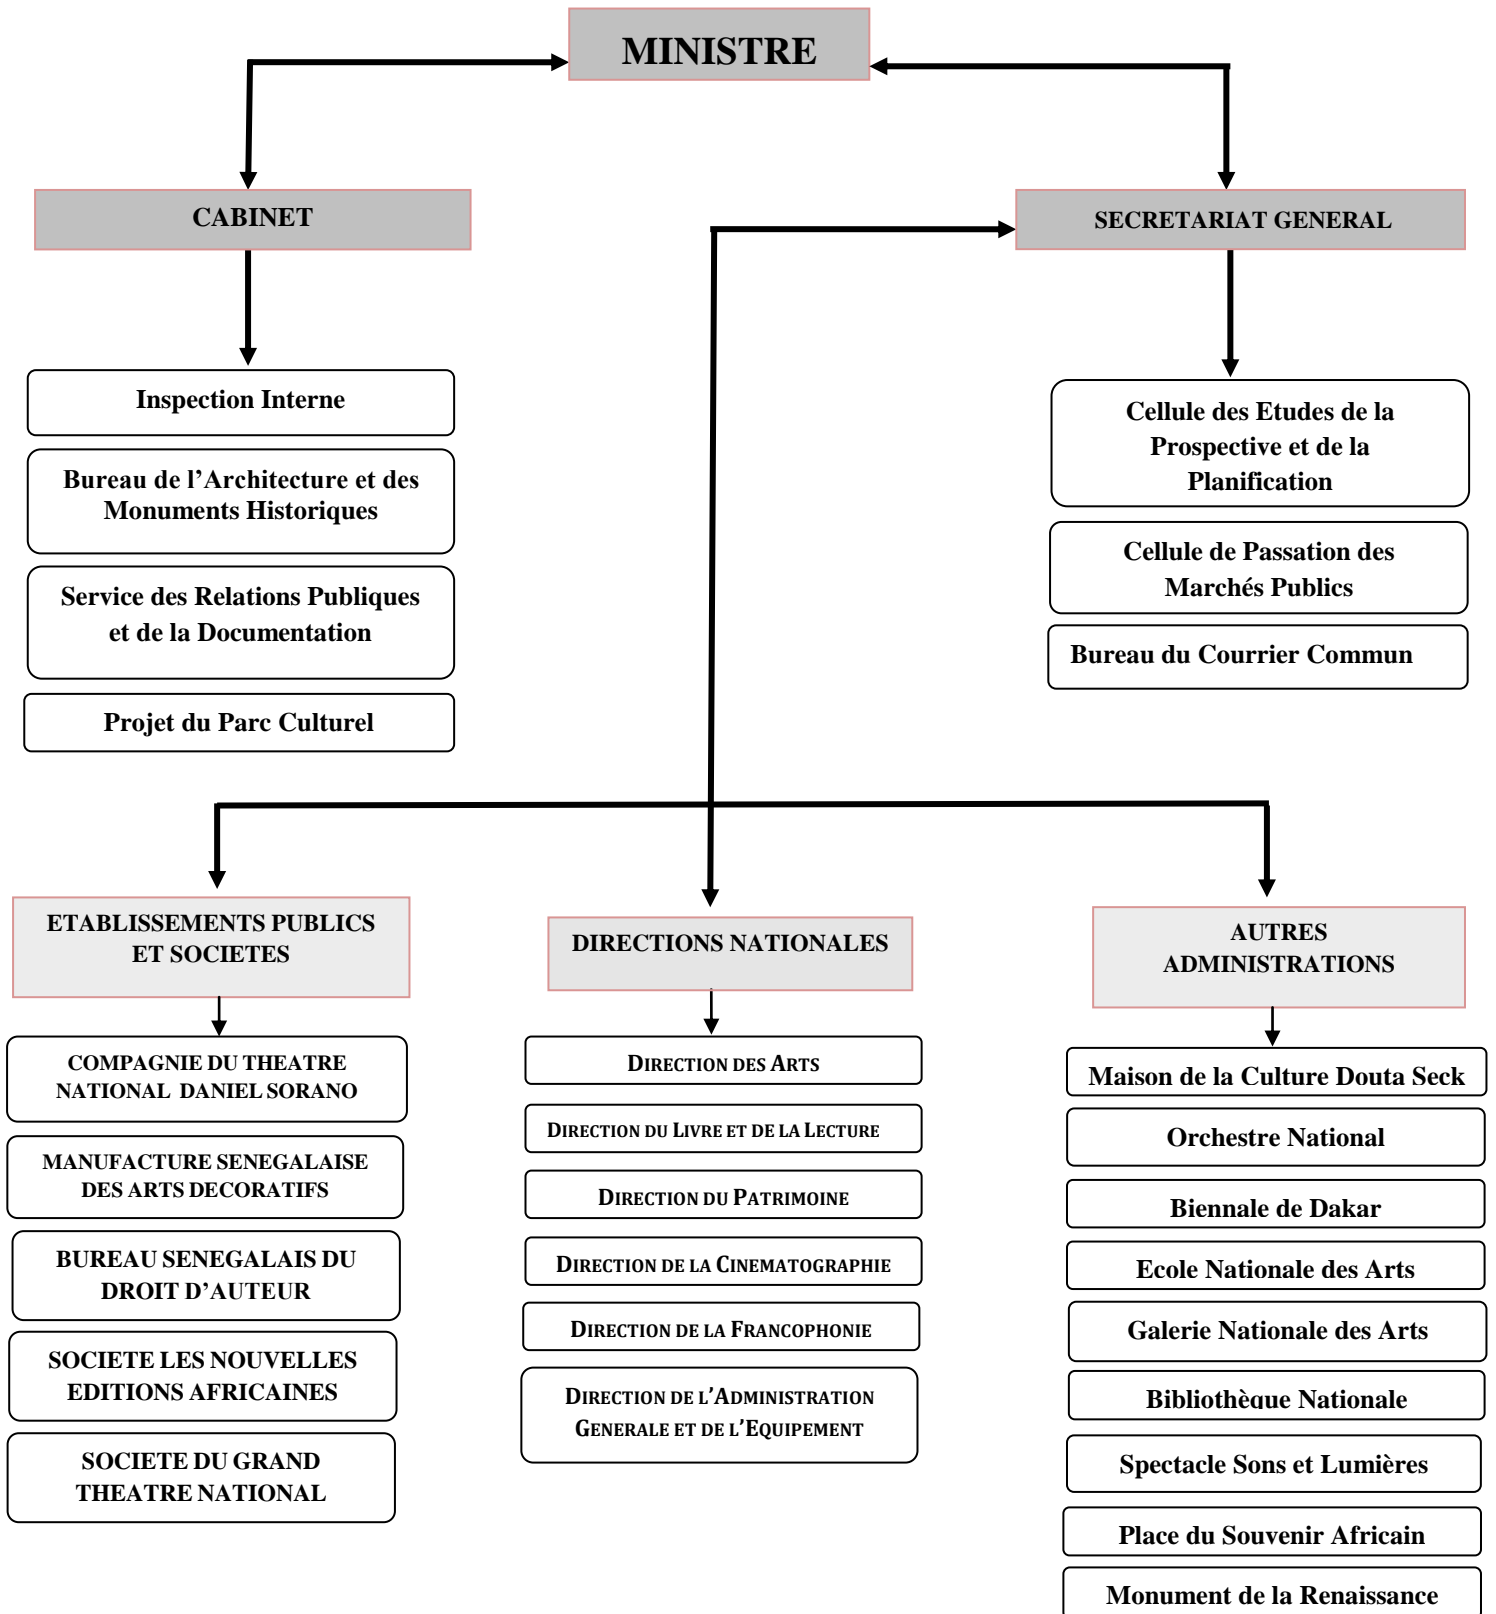 MINISTRE
CABINET
SECRETARIAT GENERAL
Inspection Interne
Bureau de l’Architecture et des
Monuments Historiques
Service des Relations Publiques
et de la Documentation
Projet du Parc Culturel
Cellule des Etudes de la
Prospective et de la
Planification
Cellule de Passation des
Marchés Publics
Bureau du Courrier Commun
ETABLISSEMENTS PUBLICS
ET SOCIETES
COMPAGNIE DU THEATRE
NATIONAL DANIEL SORANO
MANUFACTURE SENEGALAISE
DES ARTS DECORATIFS
BUREAU SENEGALAIS DU
DROIT D’AUTEUR
SOCIETE LES NOUVELLES
EDITIONS AFRICAINES
SOCIETE DU GRAND
THEATRE NATIONAL
DIRECTIONS NATIONALES
DIRECTION DES ARTS
DIRECTION DU LIVRE ET DE LA LECTURE
DIRECTION DU PATRIMOINE
DIRECTION DE LA CINEMATOGRAPHIE
DIRECTION DE LA FRANCOPHONIE
DIRECTION DE L’ADMINISTRATION
GENERALE ET DE L’EQUIPEMENT
AUTRES
ADMINISTRATIONS
Maison de la Culture Douta Seck
Orchestre National
Biennale de Dakar
Ecole Nationale des Arts
Galerie Nationale des Arts
Bibliothèque Nationale
Spectacle Sons et Lumières
Place du Souvenir Africain
Monument de la Renaissance